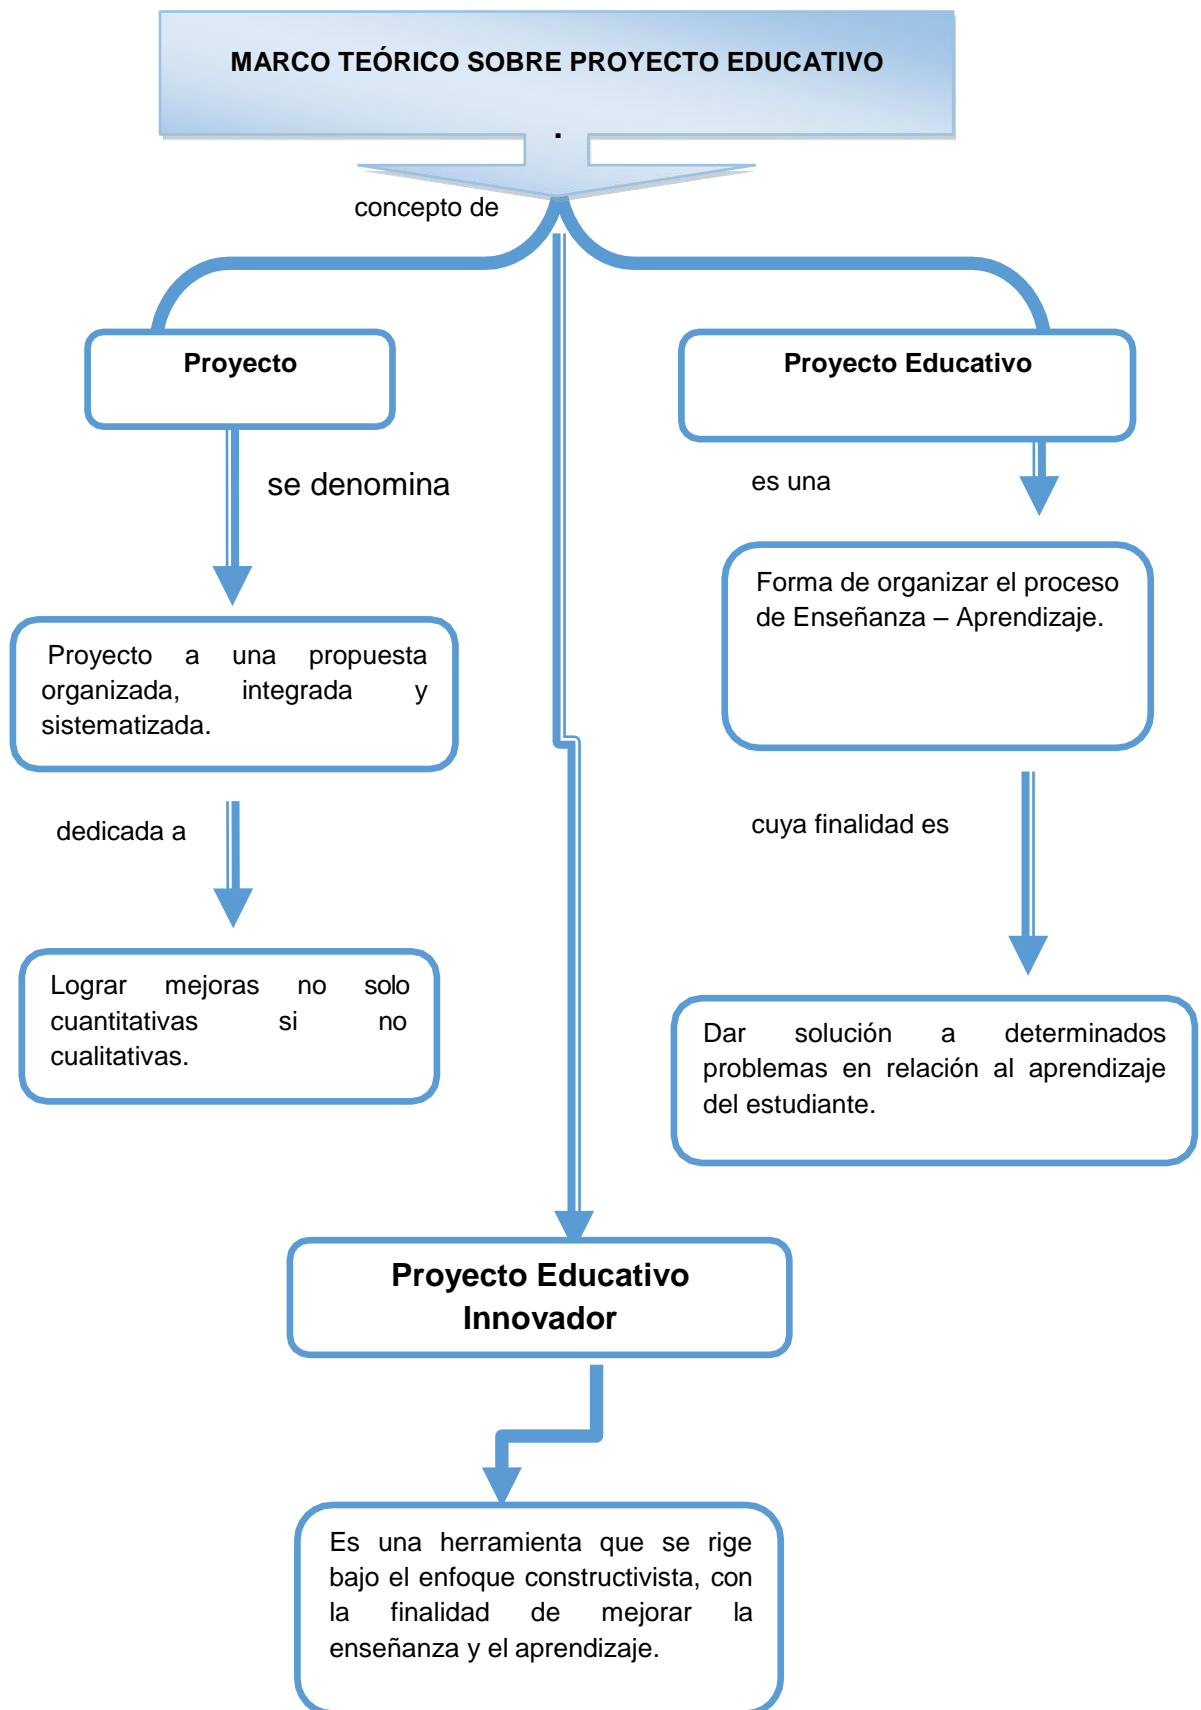 MARCO TEÓRICO SOBRE PROYECTO EDUCATIVO
.
concepto de
Proyecto
se denomina
Proyecto a una propuesta
organizada, integrada y
sistematizada.
dedicada a
Lograr mejoras no solo
cuantitativas si no
cualitativas.
Proyecto Educativo
es una
Forma de organizar el proceso
de Enseñanza – Aprendizaje.
cuya finalidad es
Dar solución a determinados
problemas en relación al aprendizaje
del estudiante.
Proyecto Educativo
Innovador
Es una herramienta que se rige
bajo el enfoque constructivista, con
la finalidad de mejorar la
enseñanza y el aprendizaje.